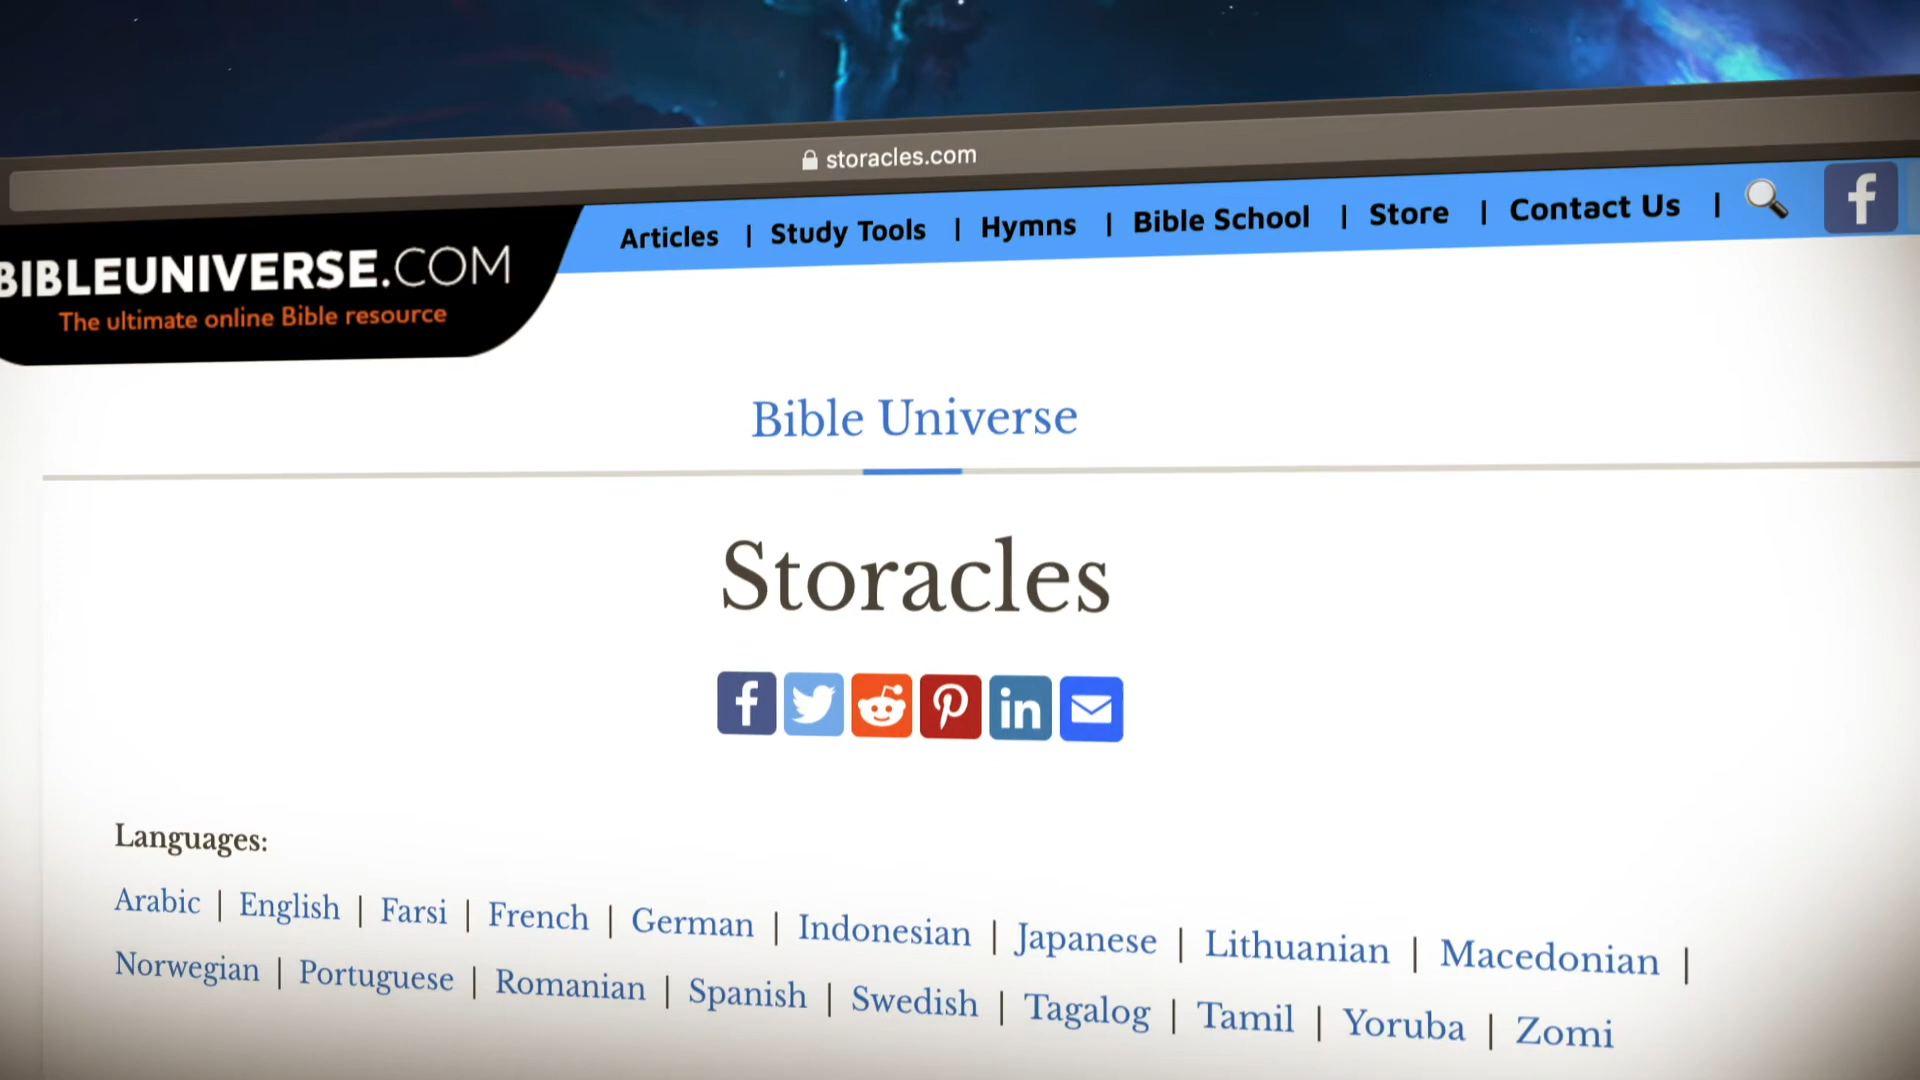 storacles.com
BIBLEUNIVERSE.COM
The ultimate online Bible resource
Articles | Study Tools | Hymns | Bible School | Store | Contact Us |
Bible Universe
Storacles
Languages:
Arabic | English | Farsi | French | German | Indonesian | Japanese | Lithuanian | Macedonian |
Norwegian | Portuguese | Romanian | Spanish | Swedish | Tagalog | Tamil | Yoruba | Zomi